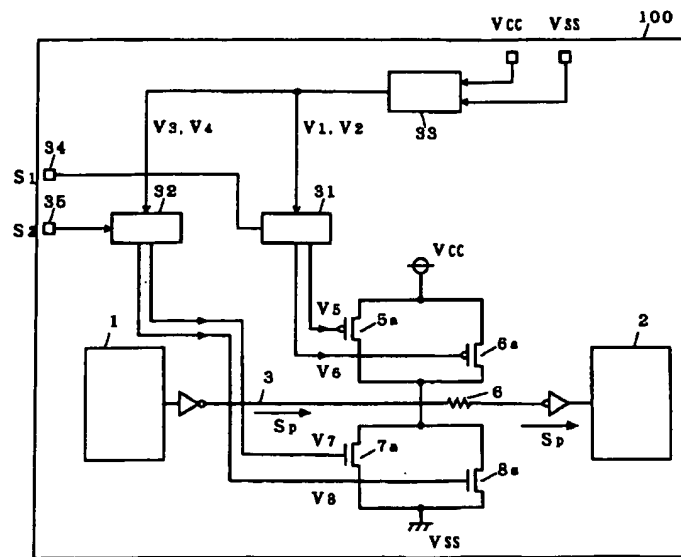 VCC VSS 100
33
V3, V4 V1, V2
34
S1
35
S2
32 31
VCC
V5
5a
6a
V6
1
2
3
6
Sp
Sp
V7
7a
8a
V8
VSS